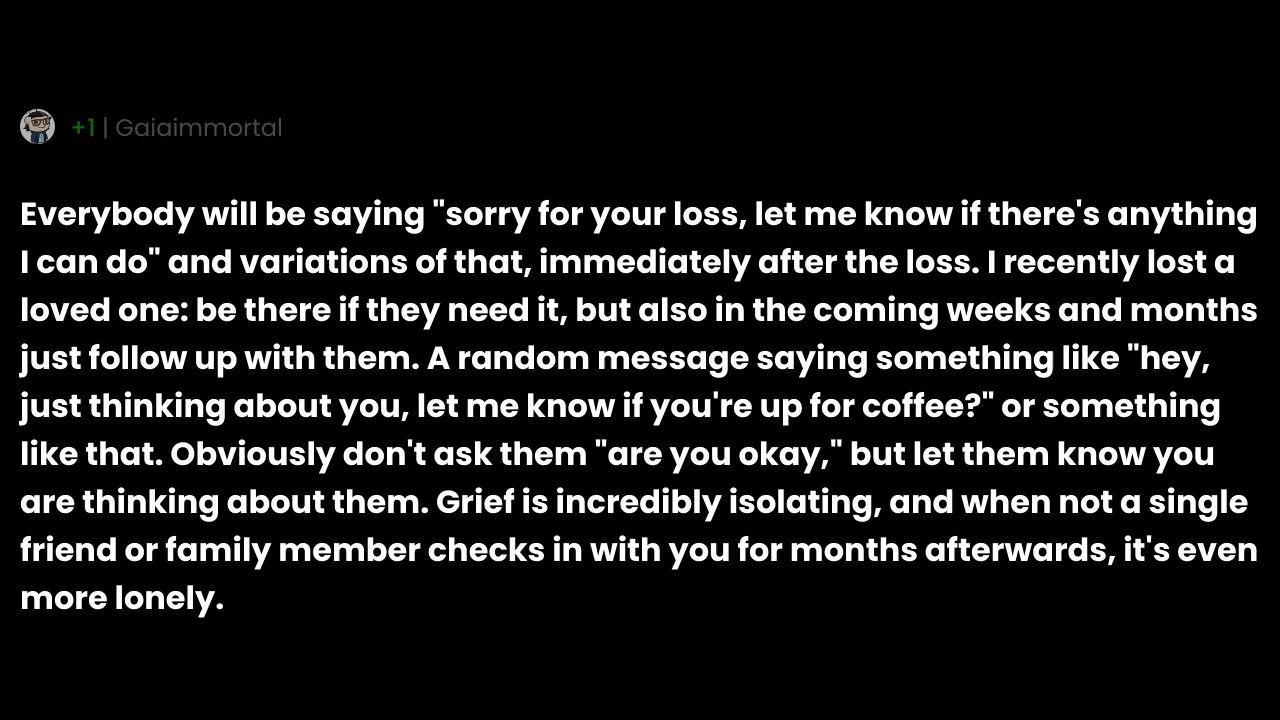 +1 | Gaiaimmortal
Everybody will be saying "sorry for your loss, let me know if there's anything
I can do" and variations of that, immediately after the loss. I recently lost a
loved one: be there if they need it, but also in the coming weeks and months
just follow up with them. A random message saying something like "hey,
just thinking about you, let me know if you're up for coffee?" or something
like that. Obviously don't ask them "are you okay," but let them know you
are thinking about them. Grief is incredibly isolating, and when not a single
friend or family member checks in with you for months afterwards, it's even
more lonely.